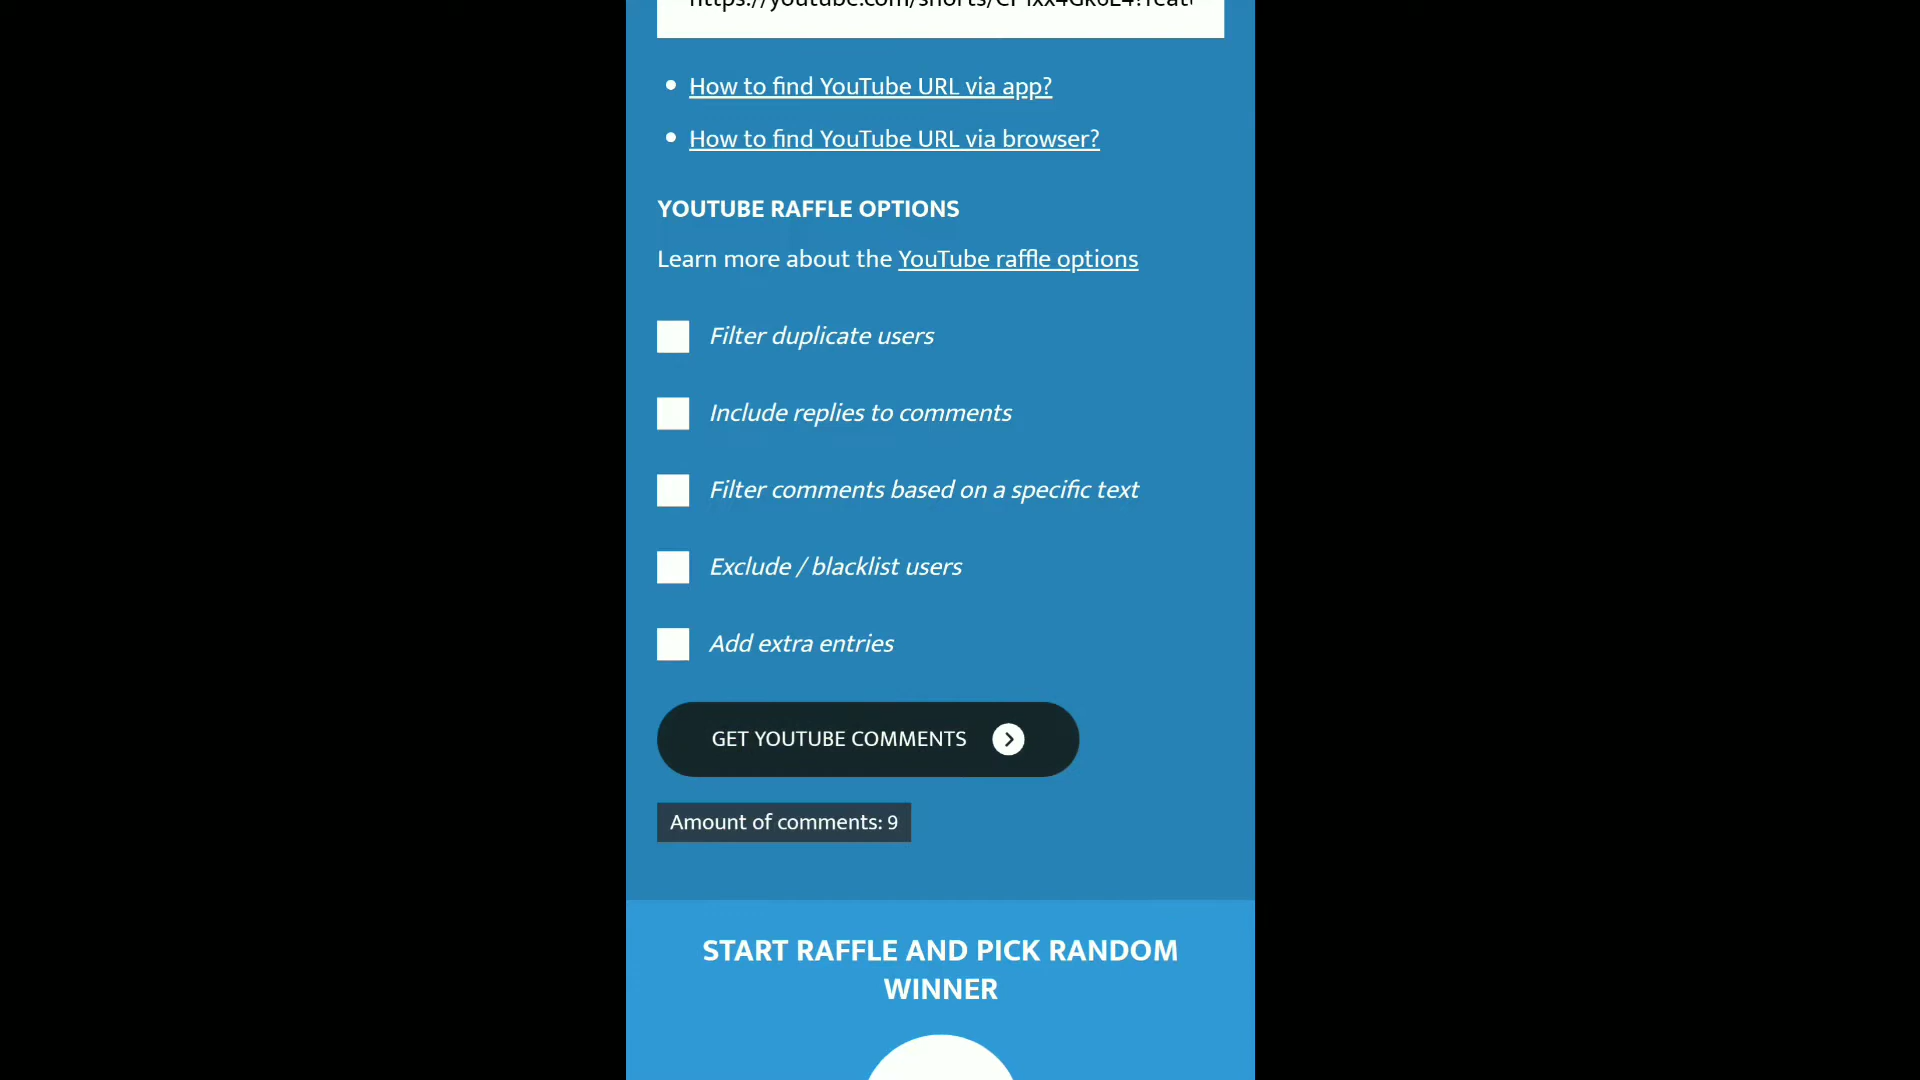 How to find YouTube URL via app?
How to find YouTube URL via browser?
YOUTUBE RAFFLE OPTIONS
Learn more about the YouTube raffle options
Filter duplicate users
Include replies to comments
Filter comments based on a specific text
Exclude / blacklist users
Add extra entries
GET YOUTUBE COMMENTS
Amount of comments: 9
START RAFFLE AND PICK RANDOM
WINNER